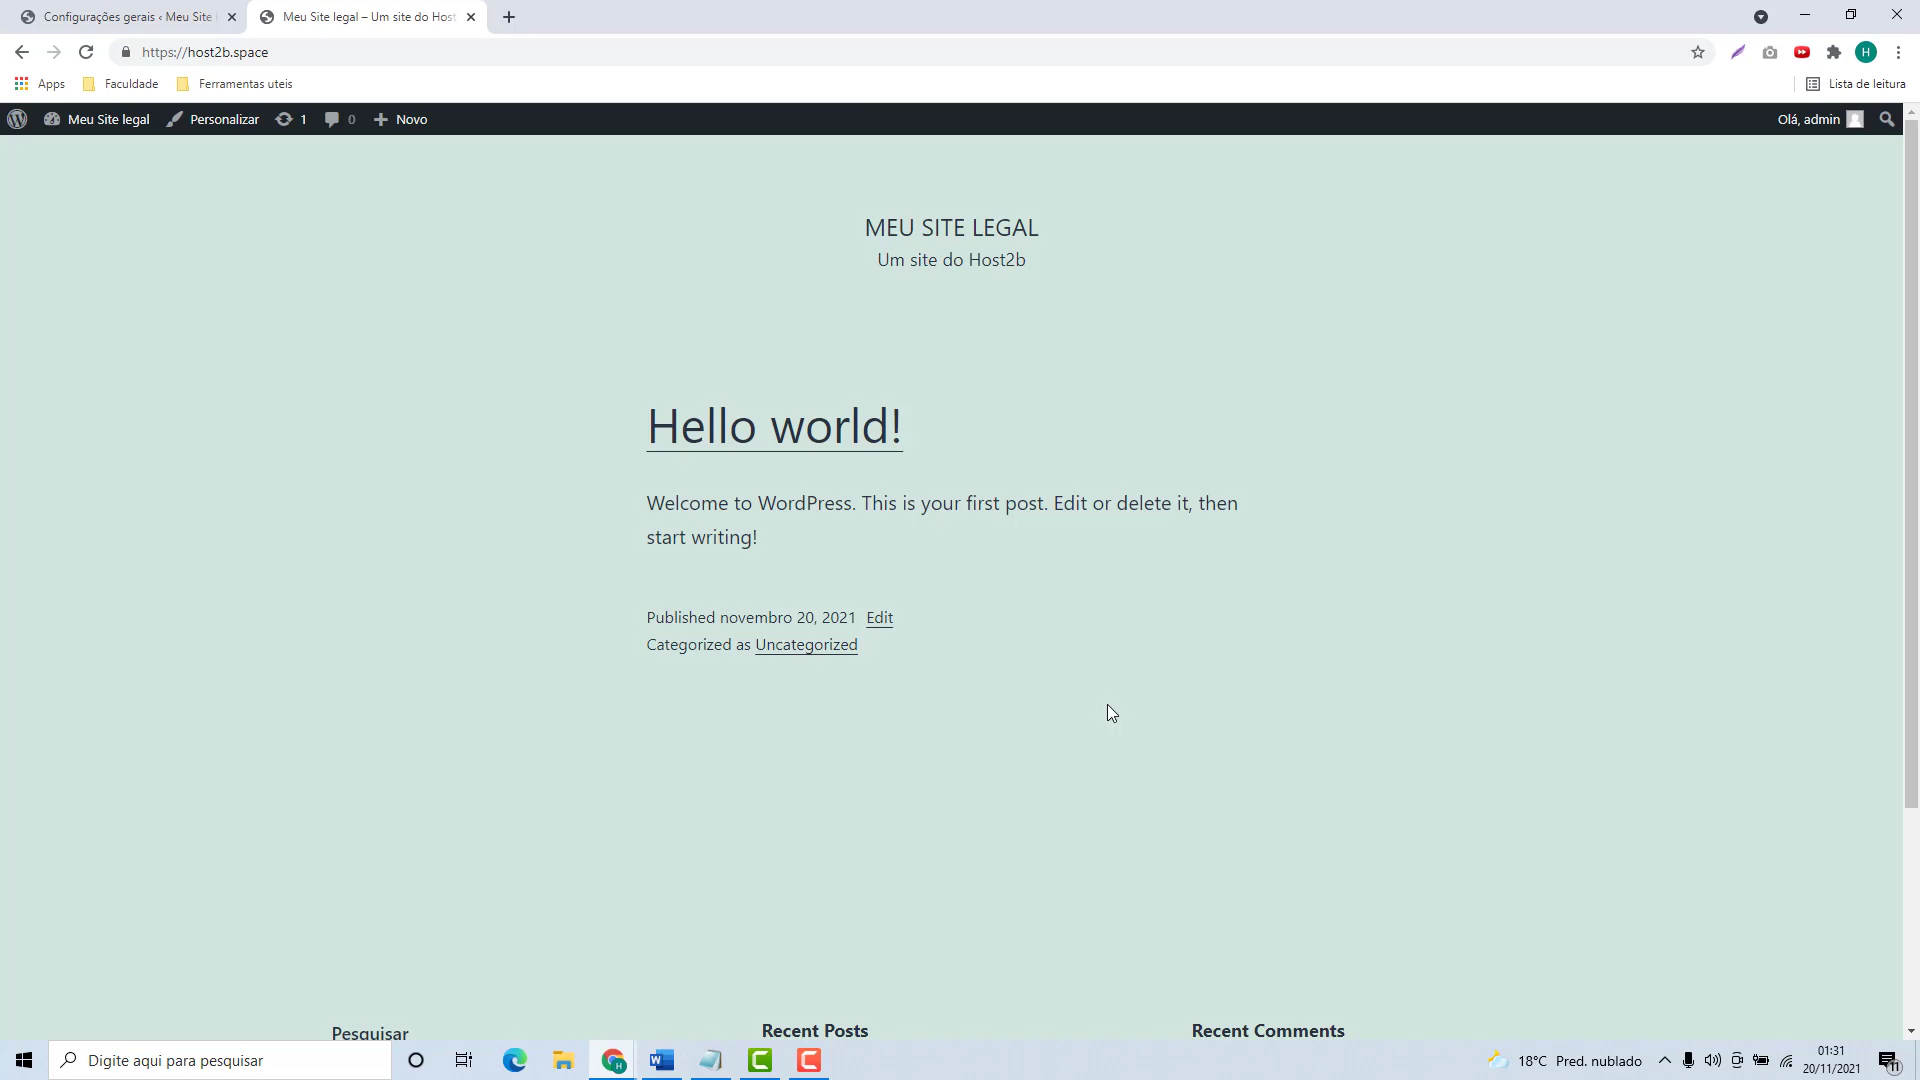 Configurações gerais ‹ Meu Site
Meu Site legal – Um site do Host
https://host2b.space
H
Apps
Faculdade
Ferramentas uteis
Lista de leitura
Meu Site legal
Personalizar
1
0
Novo
Olá, admin
MEU SITE LEGAL
Um site do Host2b
Hello world!
Welcome to WordPress. This is your first post. Edit or delete it, then
start writing!
Published novembro 20, 2021 Edit
Categorized as Uncategorized
Pesquisar
Recent Posts
Recent Comments
Digite aqui para pesquisar
18°C Pred. nublado
01:31
20/11/2021
11